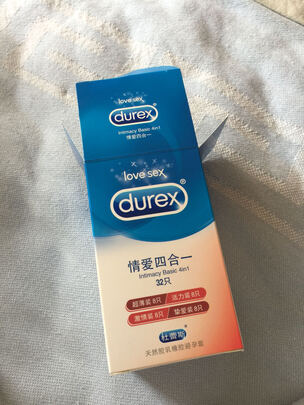 love sex
durex
Intimacy Basic 4in1
情爱四合一
love sex
durex
情爱四合一
Intimacy Basic 4in1
32只
超薄装8只 活力装8只
激情装8只 挚爱装8只
杜蕾斯
天然胶乳橡胶避孕套